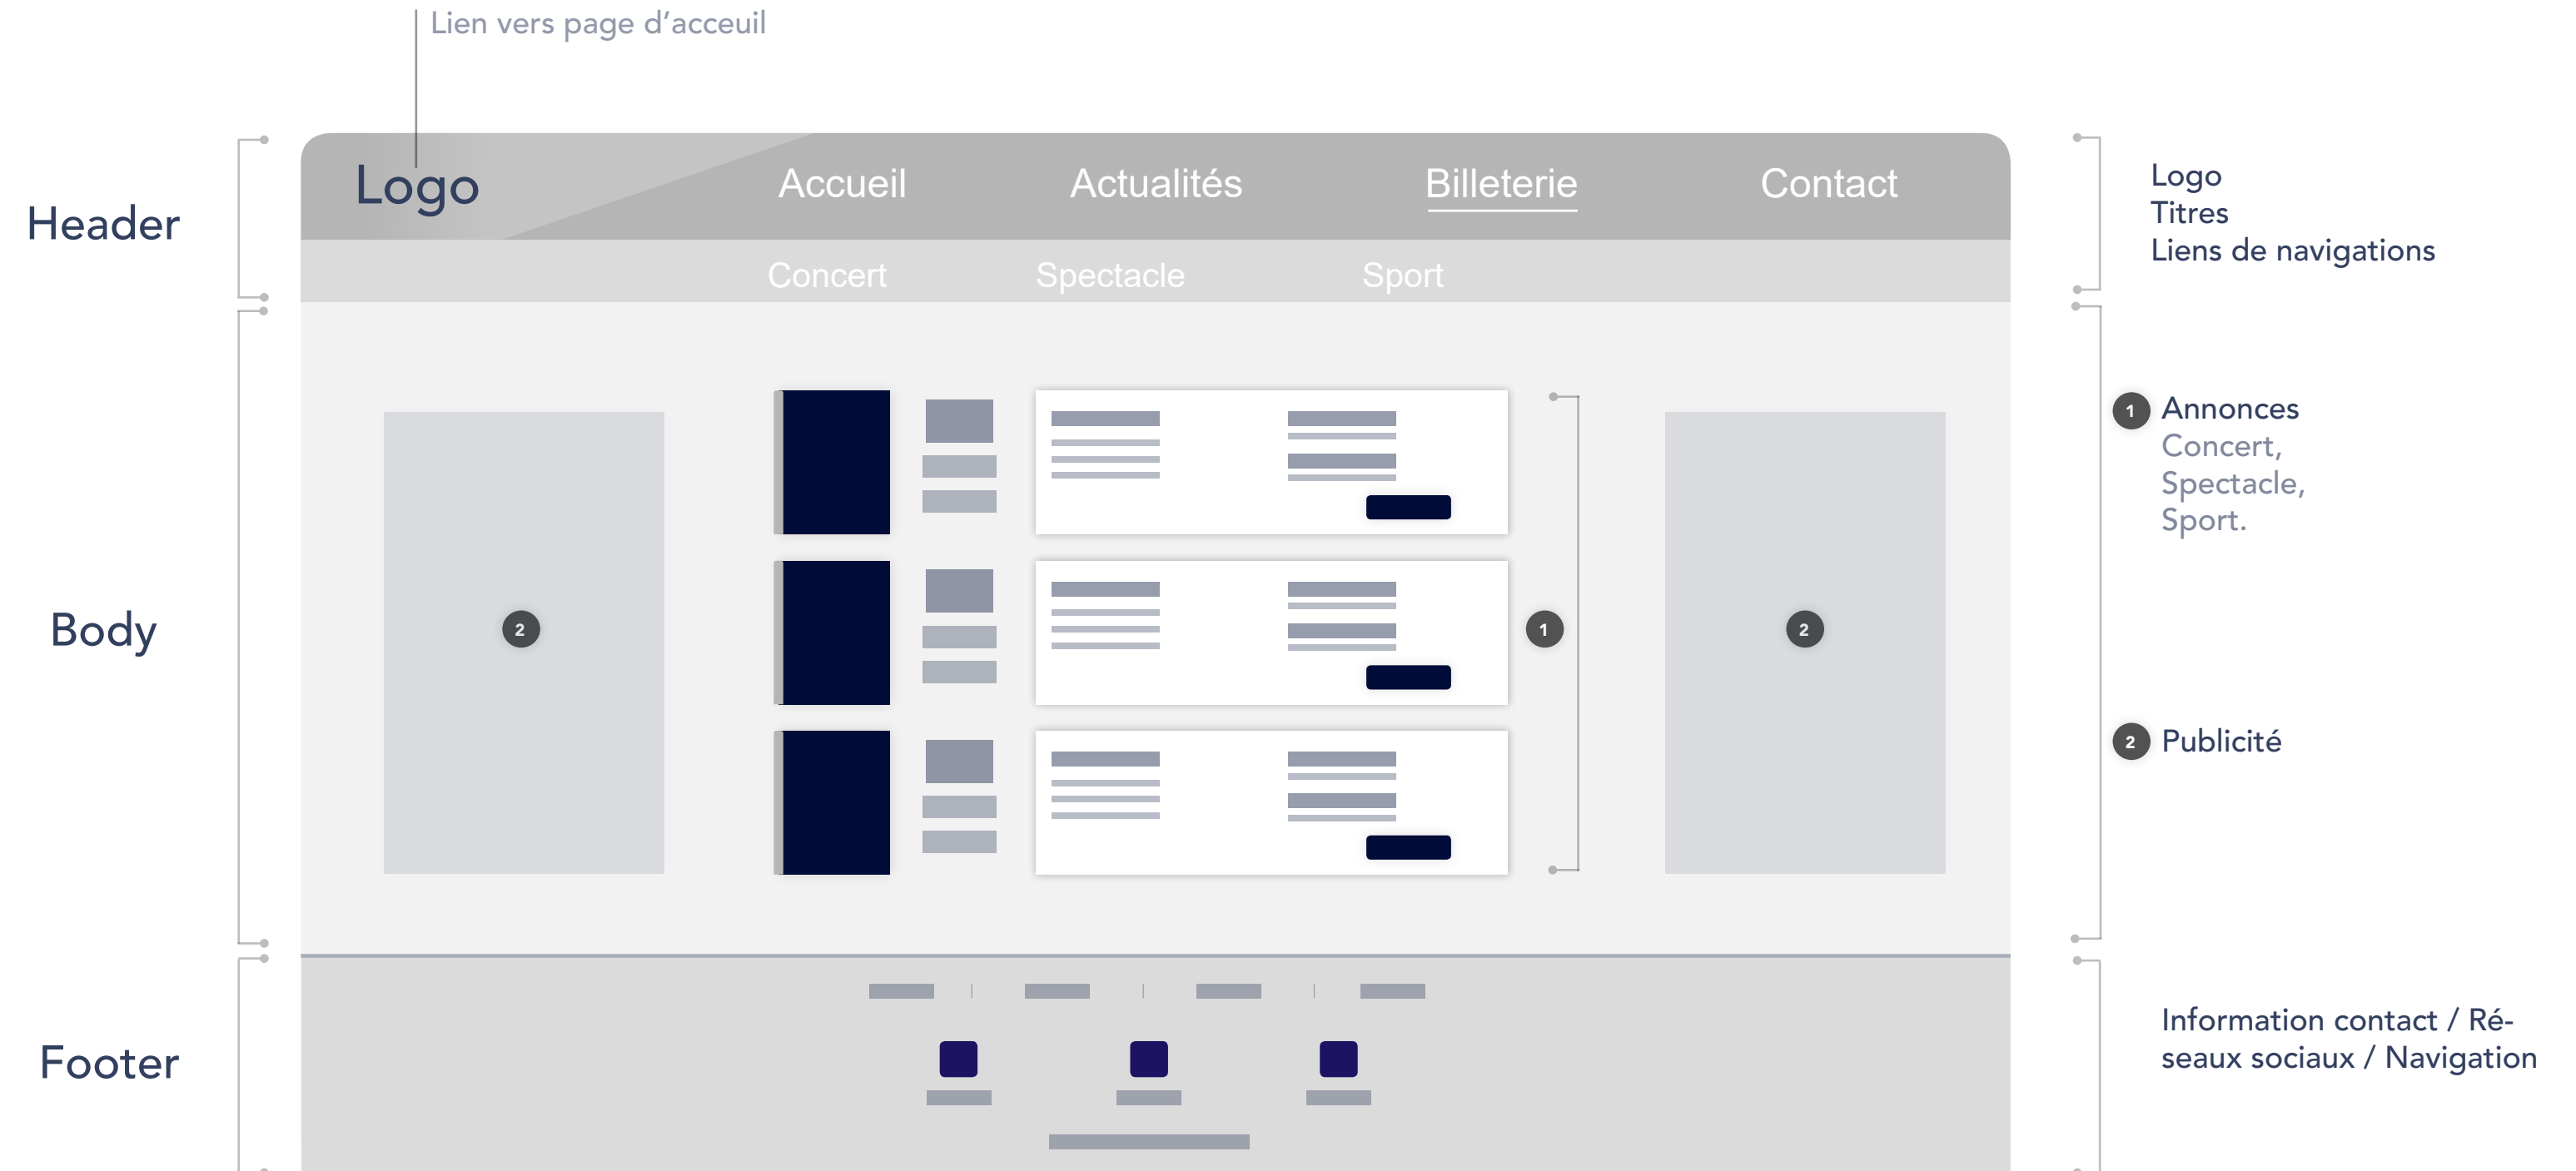 Lien vers page d’acceuil
Header
Logo
Accueil
Actualités
Billeterie
Contact
Concert
Spectacle
Sport
Logo
Titres
Liens de navigations
Body
2
1
2
1 Annonces
Concert,
Spectacle,
Sport.
2 Publicité
Footer
Information contact / Ré-
seaux sociaux / Navigation